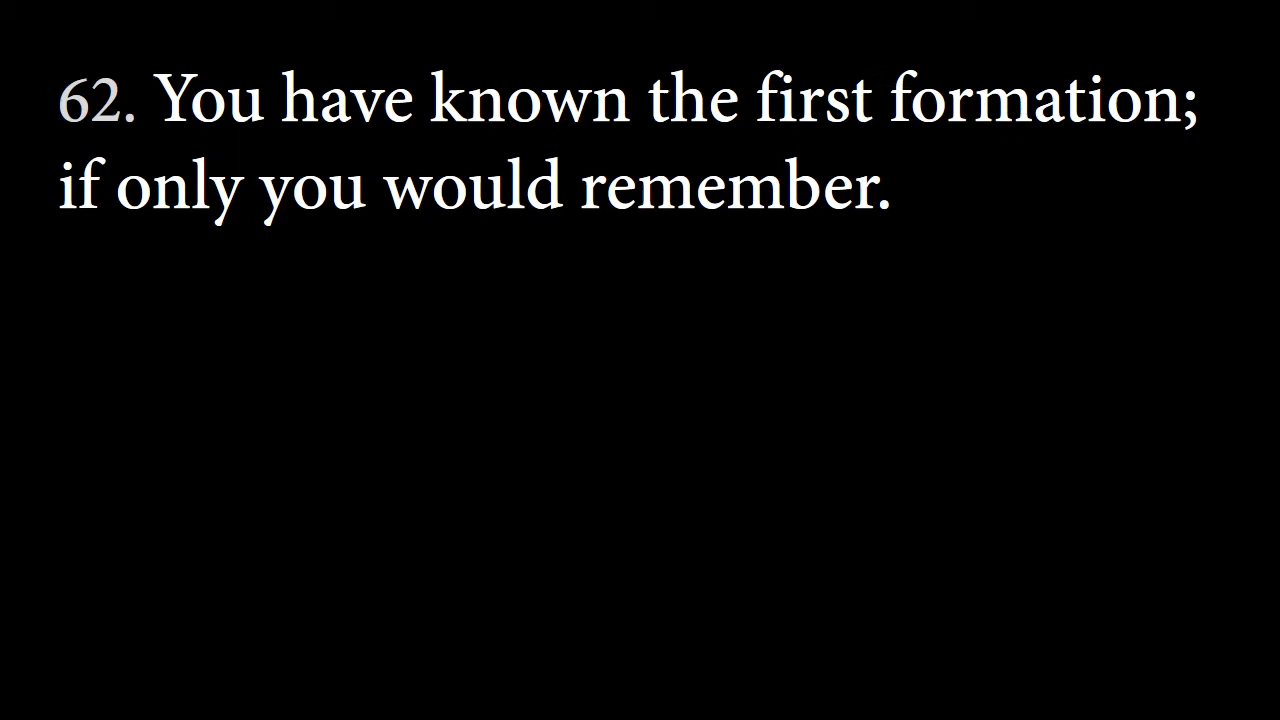 62. You have known the first formation;
if only you would remember.